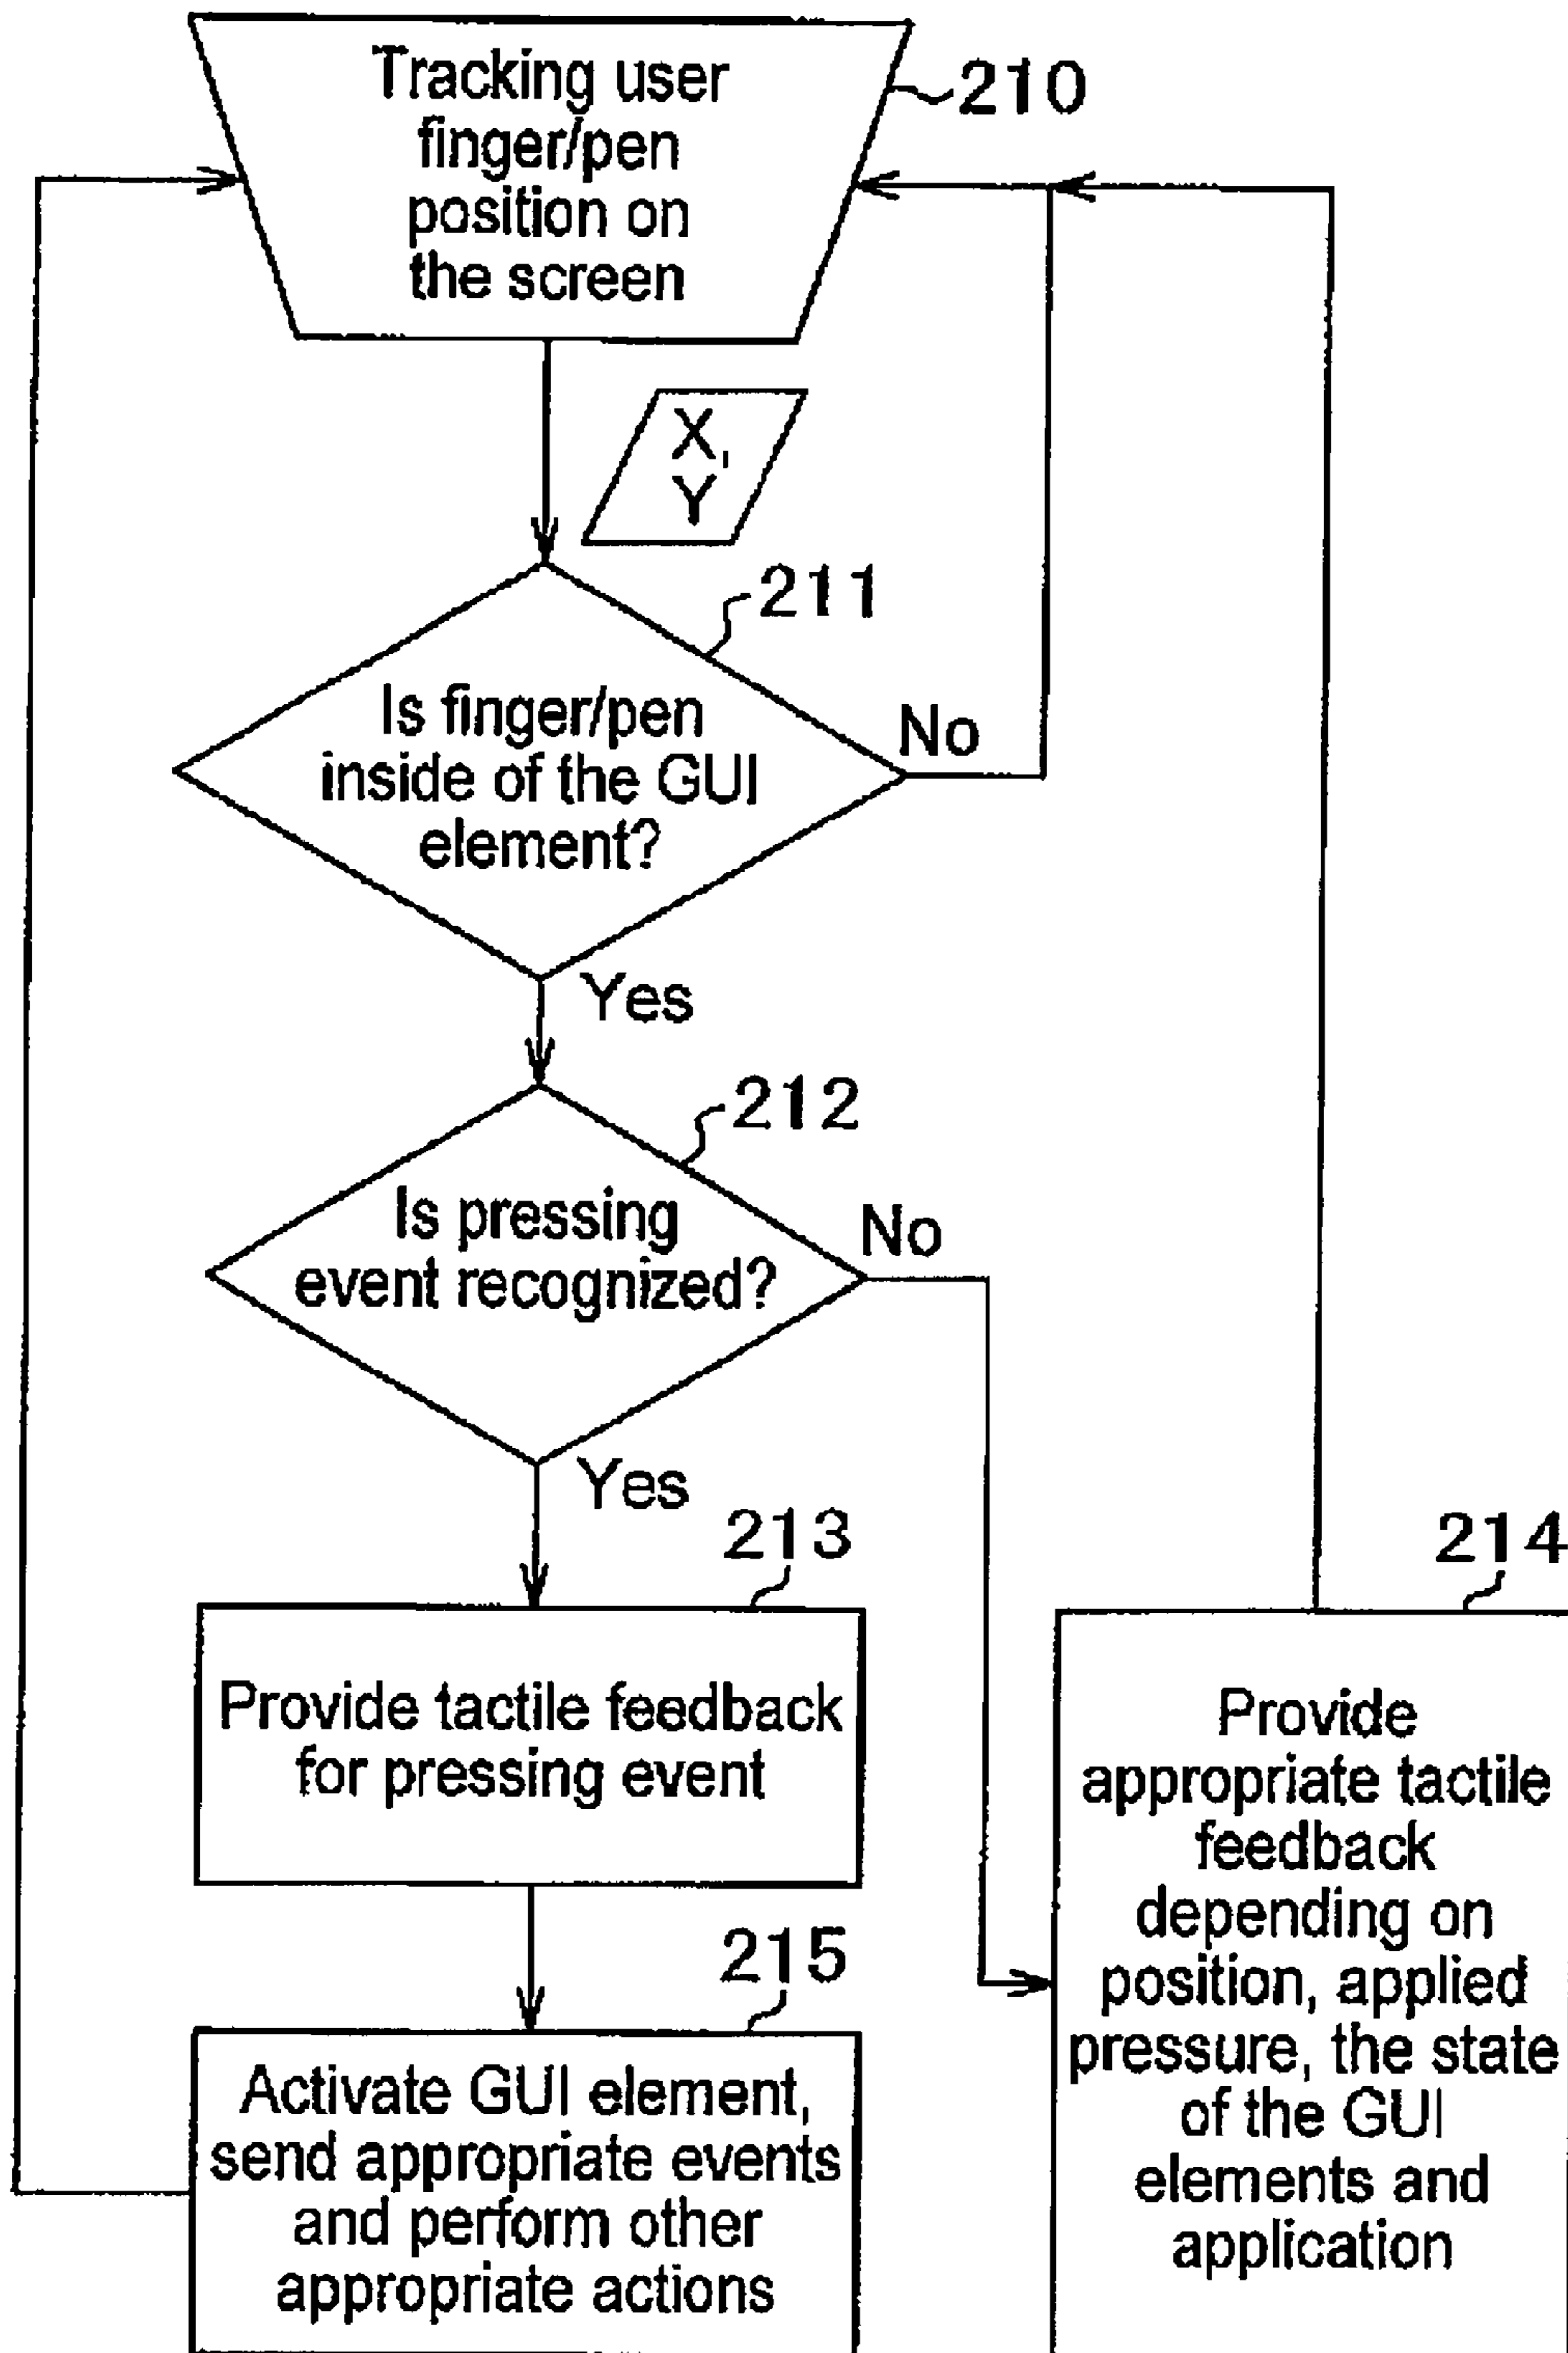 Tracking user
finger/pen
position on
the screen
210
X,
Y
211
Is finger/pen
inside of the GUI
element?
No
Yes
212
Is pressing
event recognized?
No
Yes
213
Provide tactile feedback
for pressing event
214
Provide
appropriate tactile
feedback
depending on
position, applied
pressure, the state
of the GUI
elements and
application
215
Activate GUI element,
send appropriate events
and perform other
appropriate actions